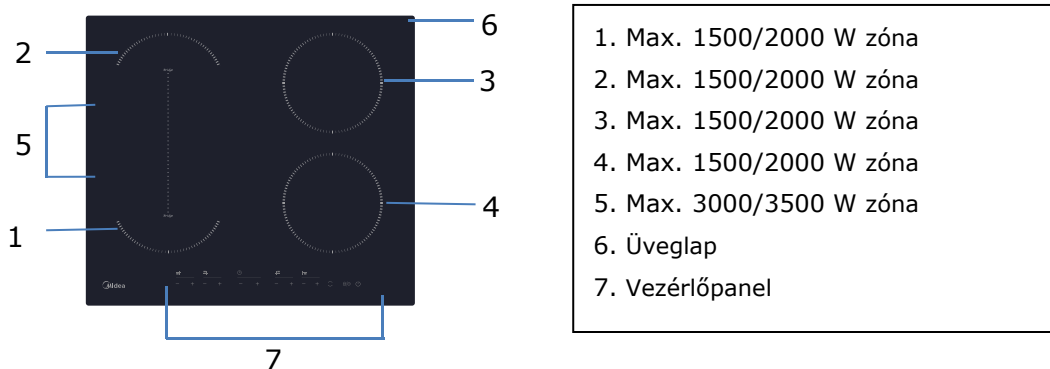 6
2
3
5
4
1
Midea
7
1. Max. 1500/2000 W zóna
2. Max. 1500/2000 W zóna
3. Max. 1500/2000 W zóna
4. Max. 1500/2000 W zóna
5. Max. 3000/3500 W zóna
6. Üveglap
7. Vezérlőpanel